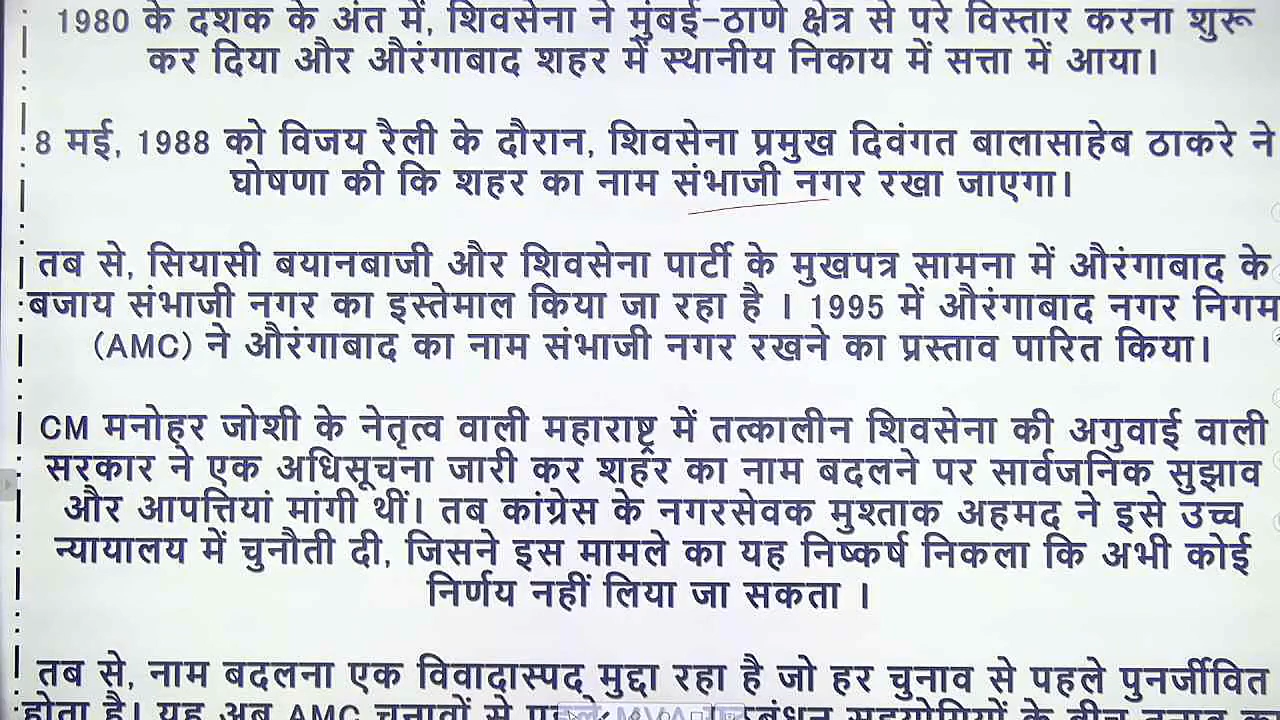 1980 के दशक के अंत में, शिवसेना ने मुंबई-ठाणे क्षेत्र से परे विस्तार करना शुरू
कर दिया और औरंगाबाद शहर में स्थानीय निकाय में सत्ता में आया।
8 मई, 1988 को विजय रैली के दौरान, शिवसेना प्रमुख दिवंगत बालासाहेब ठाकरे ने
घोषणा की कि शहर का नाम संभाजी नगर रखा जाएगा।
तब से, सियासी बयानबाजी और शिवसेना पार्टी के मुखपत्र सामना में औरंगाबाद के
बजाय संभाजी नगर का इस्तेमाल किया जा रहा है । 1995 में औरंगाबाद नगर निगम
(AMC) ने औरंगाबाद का नाम संभाजी नगर रखने का प्रस्ताव पारित किया।
CM मनोहर जोशी के नेतृत्व वाली महाराष्ट्र में तत्कालीन शिवसेना की अगुवाई वाली
सरकार ने एक अधिसूचना जारी कर शहर का नाम बदलने पर सार्वजनिक सुझाव
और आपत्तियां मांगी थीं। तब कांग्रेस के नगरसेवक मुश्ताक अहमद ने इसे उच्च
न्यायालय में चुनौती दी, जिसने इस मामले का यह निष्कर्ष निकला कि अभी कोई
निर्णय नहीं लिया जा सकता ।
तब से, नाम बदलना एक विवादास्पद मुद्दा रहा है जो हर चुनाव से पहले पुनर्जीवित
होता है। यह अब AMC चुनावों से पहले MVA के बीच चुनाव